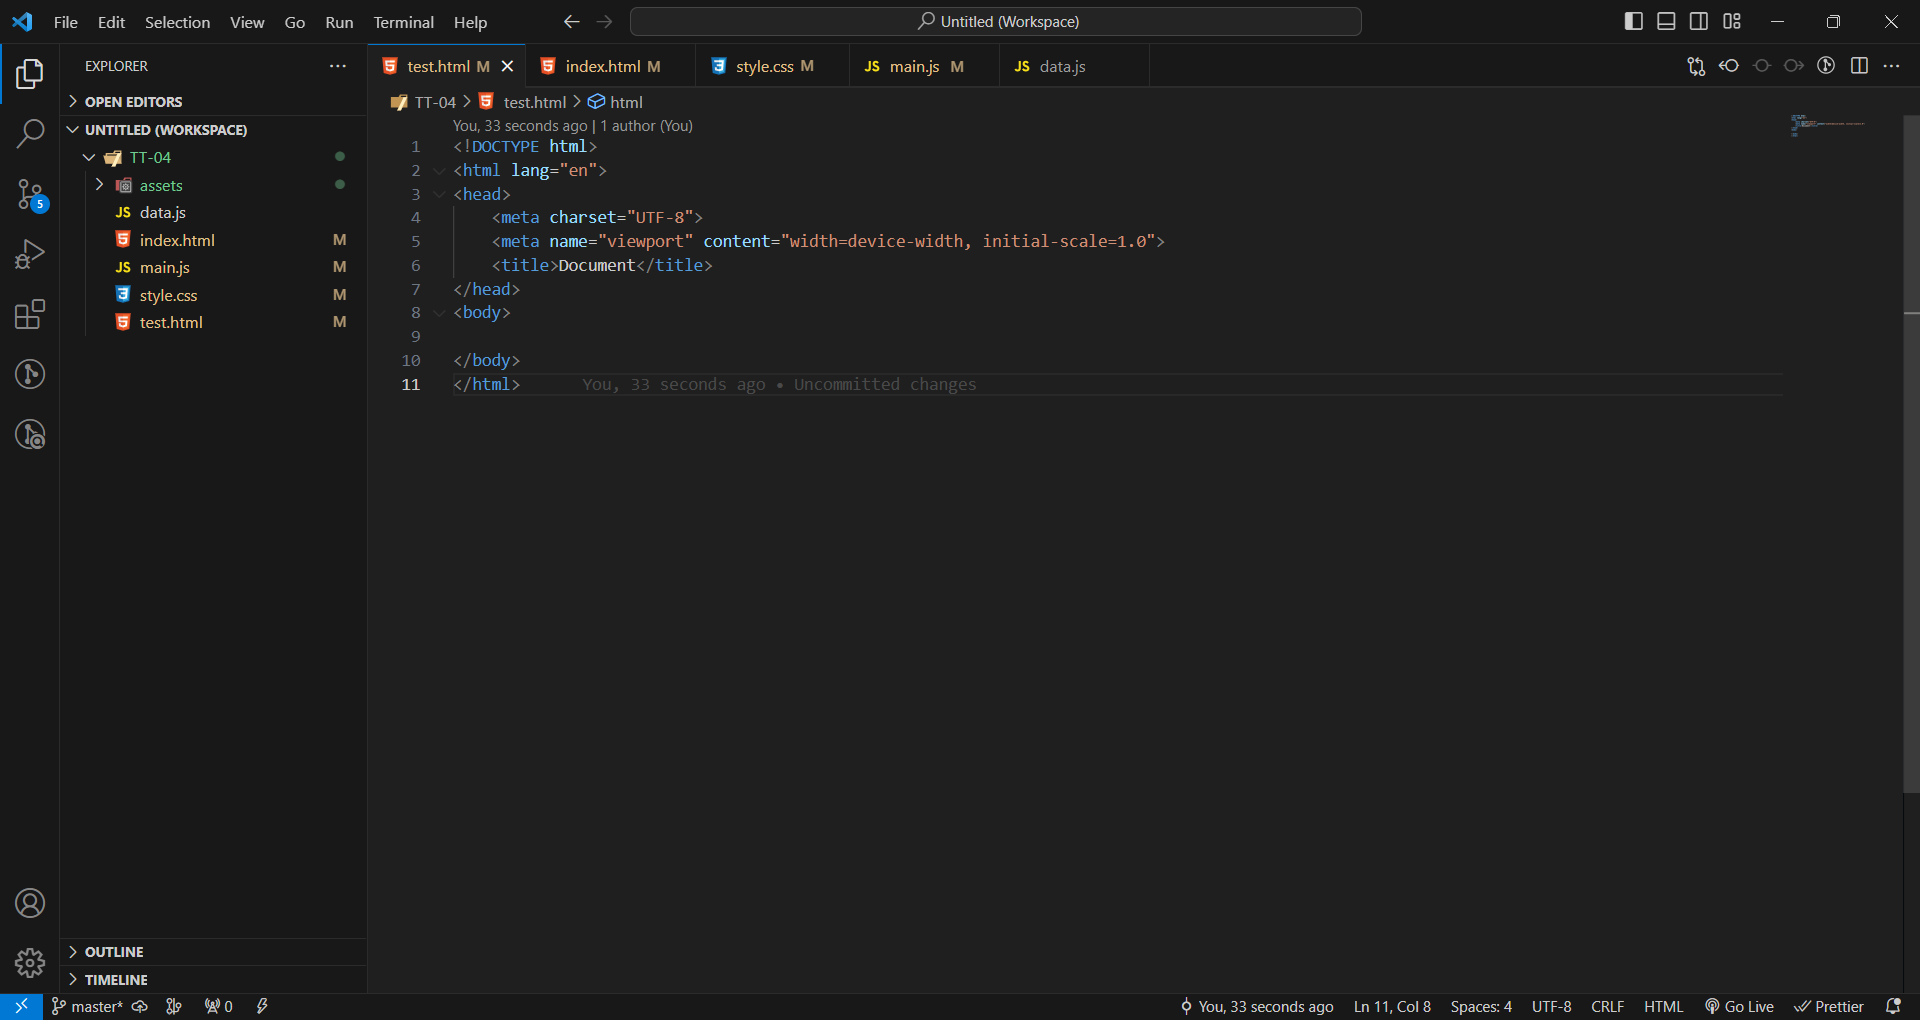 File Edit Selection View Go Run Terminal Help
Untitled (Workspace)
EXPLORER
OPEN EDITORS
UNTITLED (WORKSPACE)
TT-04
assets
JS data.js
index.html M
JS main.js M
style.css M
test.html M
OUTLINE
TIMELINE
5
test.html M
index.html M
style.css M
JS main.js M
JS data.js
TT-04 > test.html > html
You, 33 seconds ago | 1 author (You)
1 <!DOCTYPE html>
2 <html lang="en">
3 <head>
4 <meta charset="UTF-8">
5 <meta name="viewport" content="width=device-width, initial-scale=1.0">
6 <title>Document</title>
7 </head>
8 <body>
9
10 </body>
11 </html> You, 33 seconds ago • Uncommitted changes
master* 0 You, 33 seconds ago Ln 11, Col 8 Spaces: 4 UTF-8 CRLF HTML Go Live Prettier